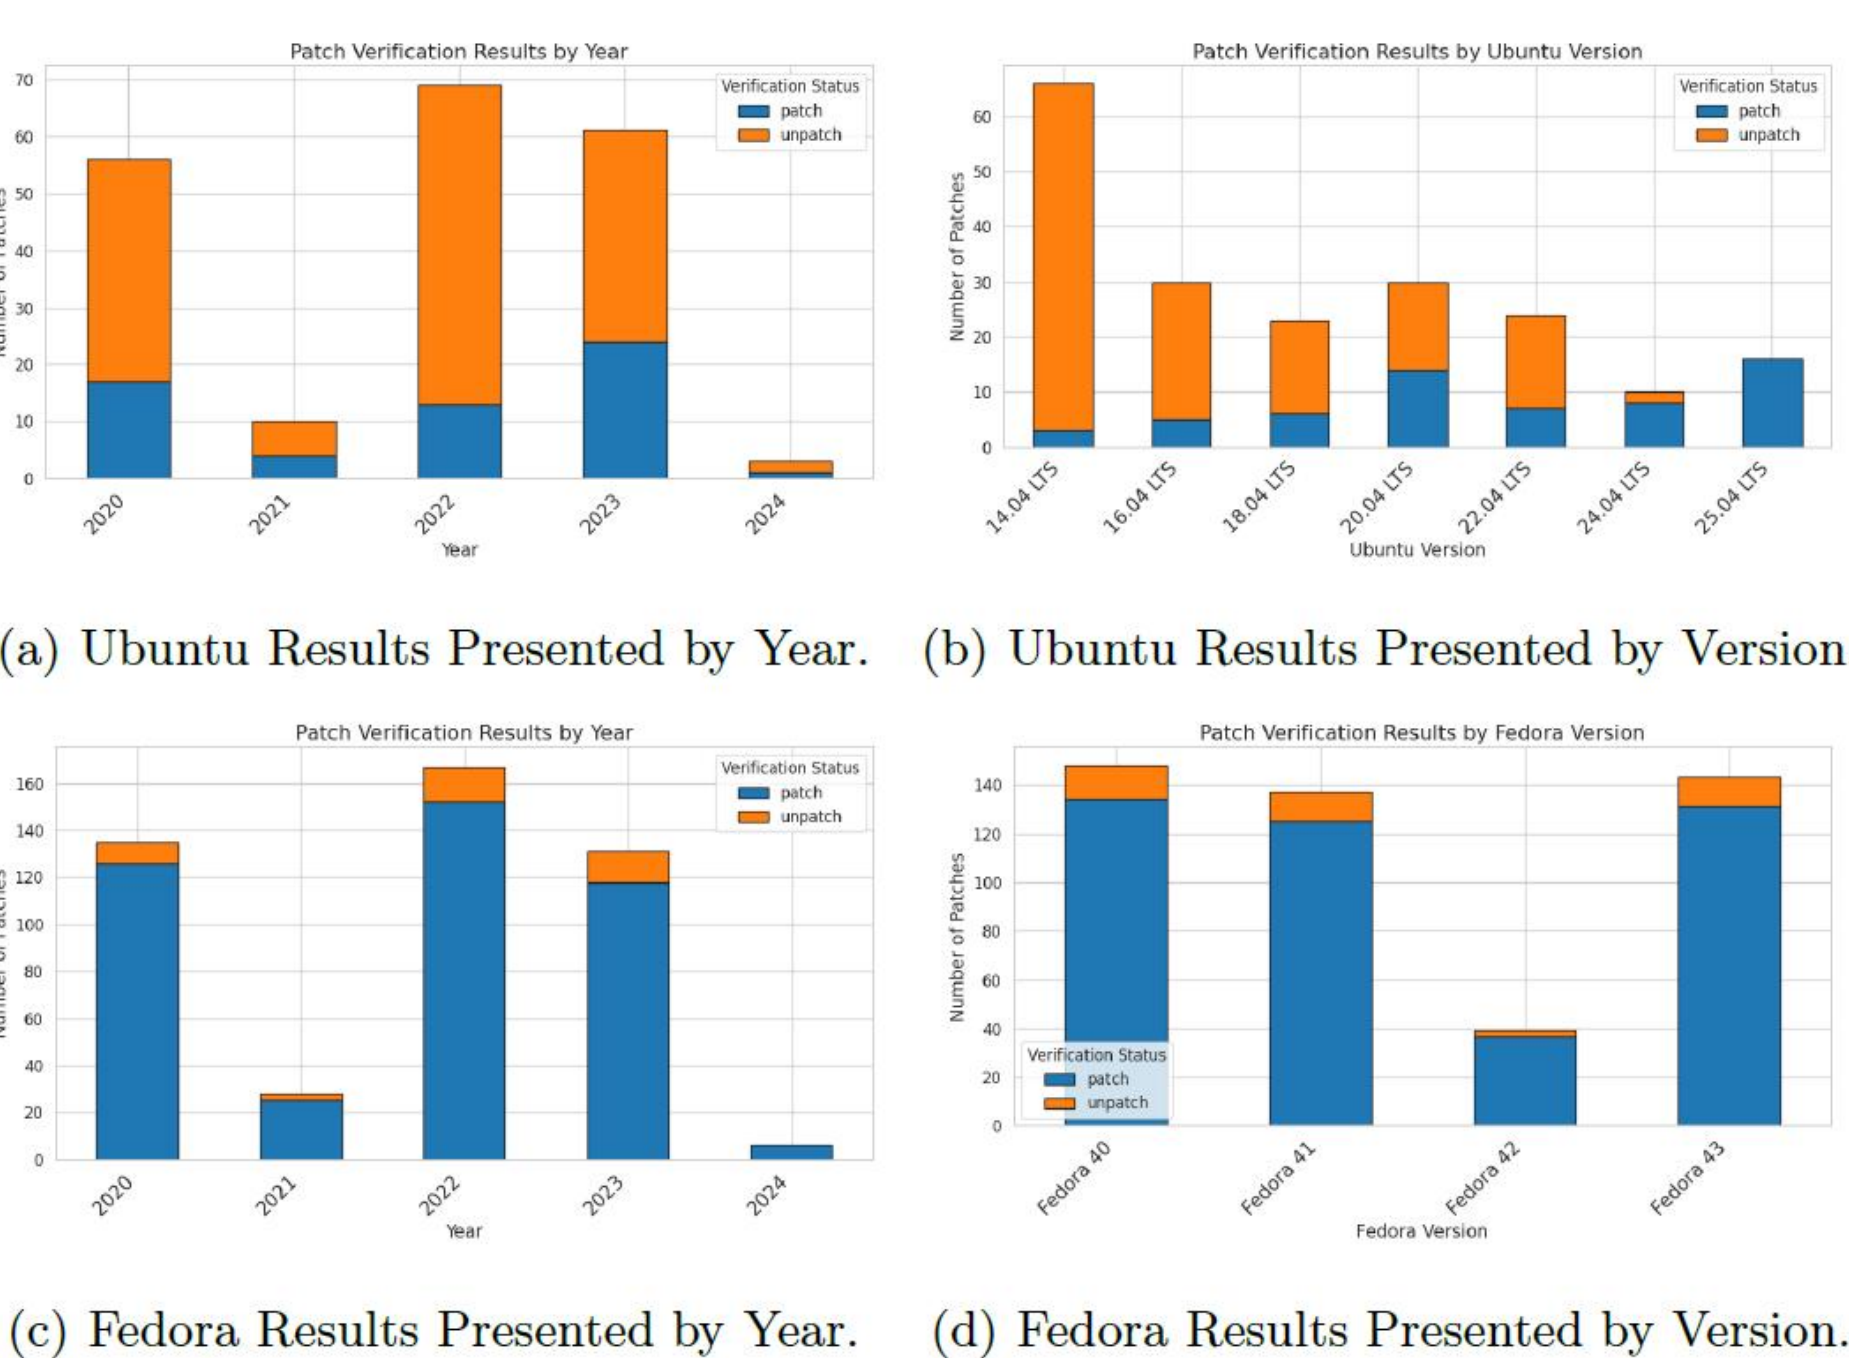 Patch Verification Results by Year
Verification Status
patch
unpatch
70
60
50
40
30
20
10
0
2020
2021
2022
2023
2024
Year
(a) Ubuntu Results Presented by Year.
Patch Verification Results by Ubuntu Version
Verification Status
patch
unpatch
Number of Patches
60
50
40
30
20
10
0
14.04 LTS
16.04 LTS
18.04 LTS
20.04 LTS
22.04 LTS
24.04 LTS
25.04 LTS
Ubuntu Version
(b) Ubuntu Results Presented by Version
Patch Verification Results by Year
Verification Status
patch
unpatch
160
140
120
100
80
60
40
20
0
2020
2021
2022
2023
2024
Year
(c) Fedora Results Presented by Year.
Patch Verification Results by Fedora Version
Number of Patches
140
120
100
80
60
40
20
0
Verification Status
patch
unpatch
Fedora 40
Fedora 41
Fedora 42
Fedora 43
Fedora Version
(d) Fedora Results Presented by Version.